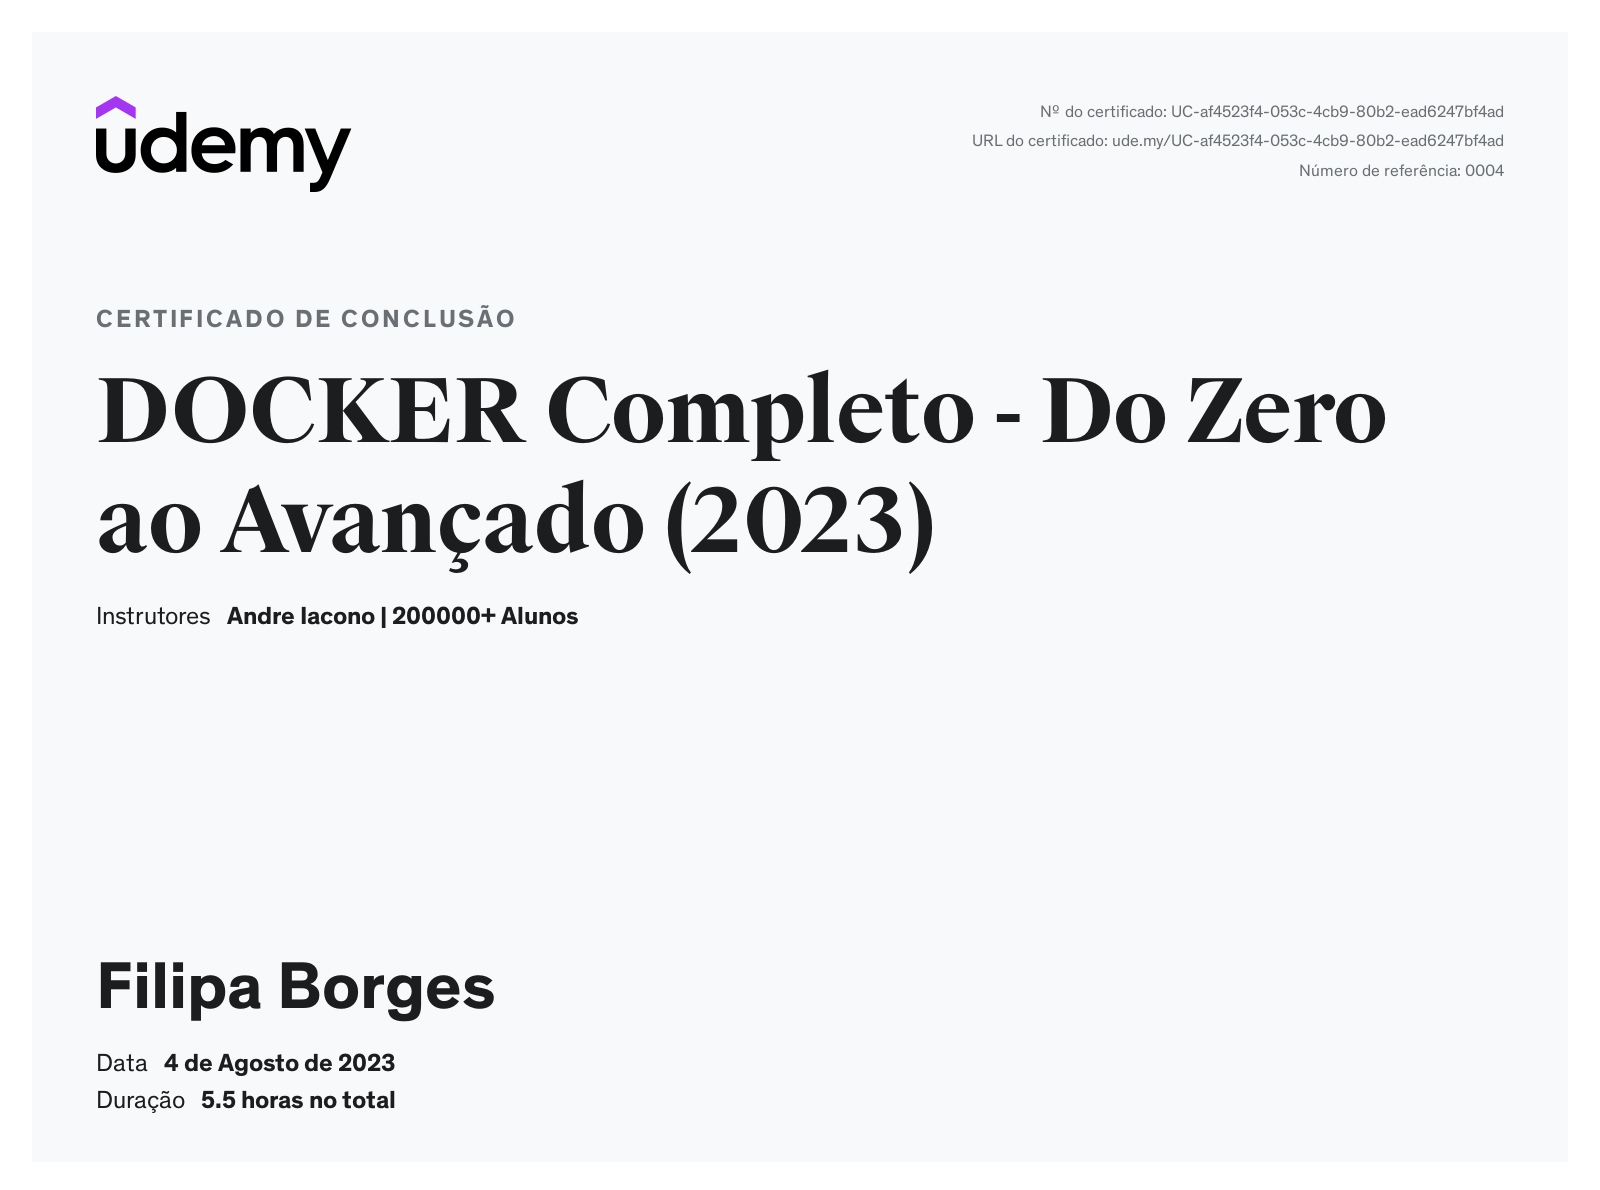 udemy
Nº do certificado: UC-af4523f4-053c-4cb9-80b2-ead6247bf4ad
URL do certificado: ude.my/UC-af4523f4-053c-4cb9-80b2-ead6247bf4ad
Número de referência: 0004
CERTIFICADO DE CONCLUSÃO
DOCKER Completo - Do Zero
ao Avançado (2023)
Instrutores Andre Iacono | 200000+ Alunos
Filipa Borges
Data 4 de Agosto de 2023
Duração 5.5 horas no total